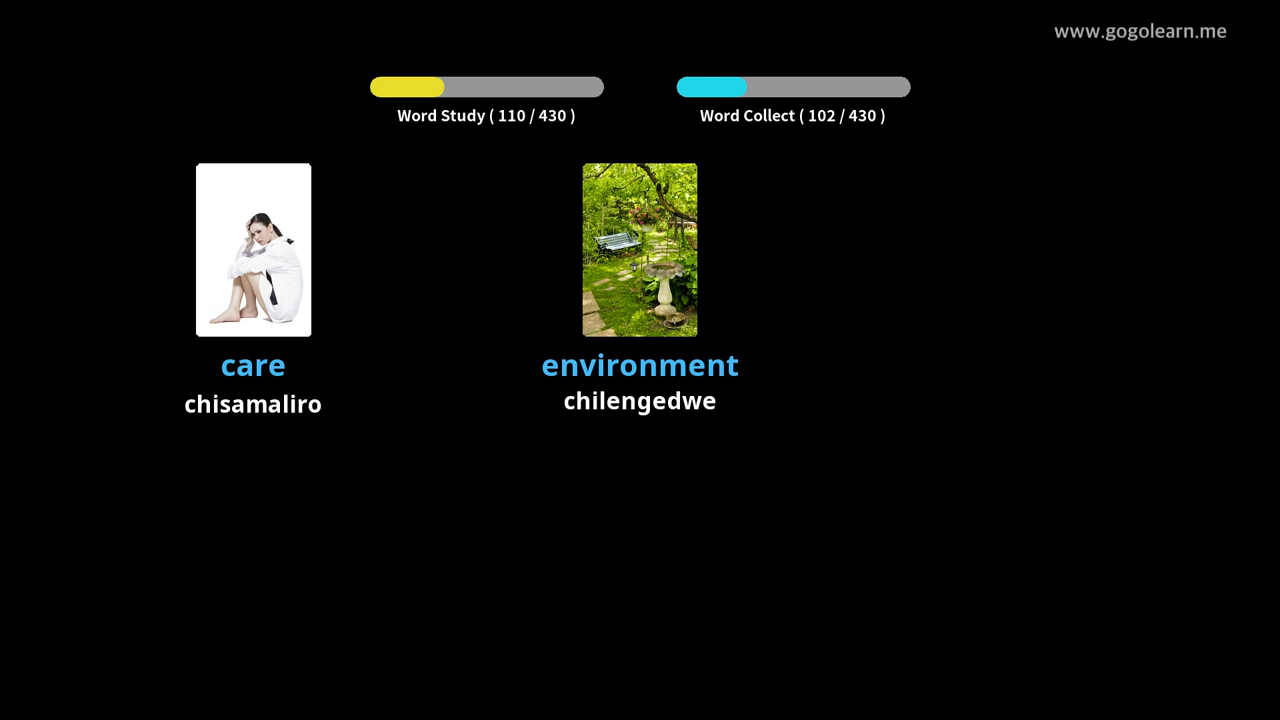 www.gogolearn.me
Word Study ( 110 / 430 )
Word Collect ( 102 / 430 )
care
chisamaliro
environment
chilengedwe